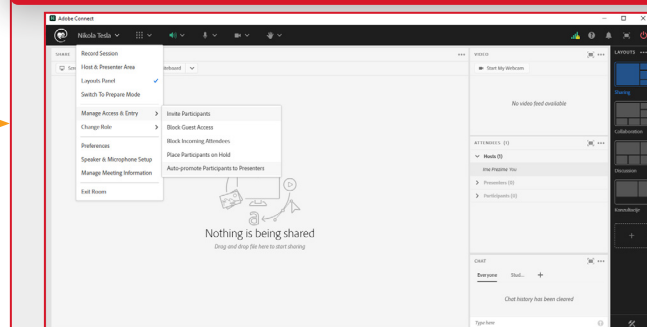 Adobe Connect
Nikola Tesla
SHARE
Record Session
Host & Presenter Area
Layouts Panel
Switch To Prepare Mode
Manage Access & Entry
Change Role
Preferences
Speaker & Microphone Setup
Manage Meeting Information
Exit Room
Invite Participants
Block Guest Access
Block Incoming Attendees
Place Participants on Hold
Auto-promote Participants to Presenters
Nothing is being shared
Drag and drop file here to start sharing
VIDEO
Start My Webcam
No video feed available
ATTENDEES (1)
Hosts (1)
You
Presenters (0)
Participants (0)
CHAT
Everyone
Stud...
Chat history has been cleared
Type here
LAYOUTS
Sharing
Collaboration
Discussion